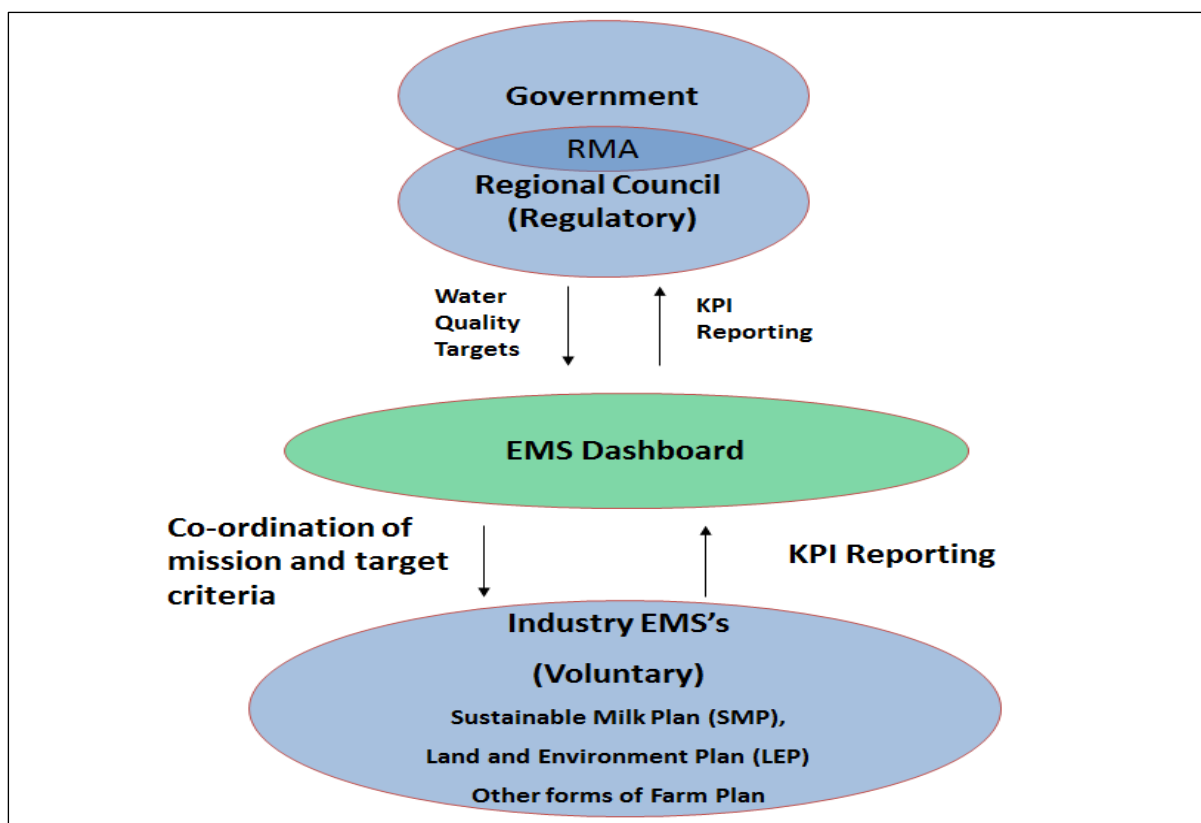 Government
RMA
Regional Council
(Regulatory)
Water
Quality
Targets
KPI
Reporting
EMS Dashboard
Co-ordination of
mission and target
criteria
KPI Reporting
Industry EMS's
(Voluntary)
Sustainable Milk Plan (SMP),
Land and Environment Plan (LEP)
Other forms of Farm Plan